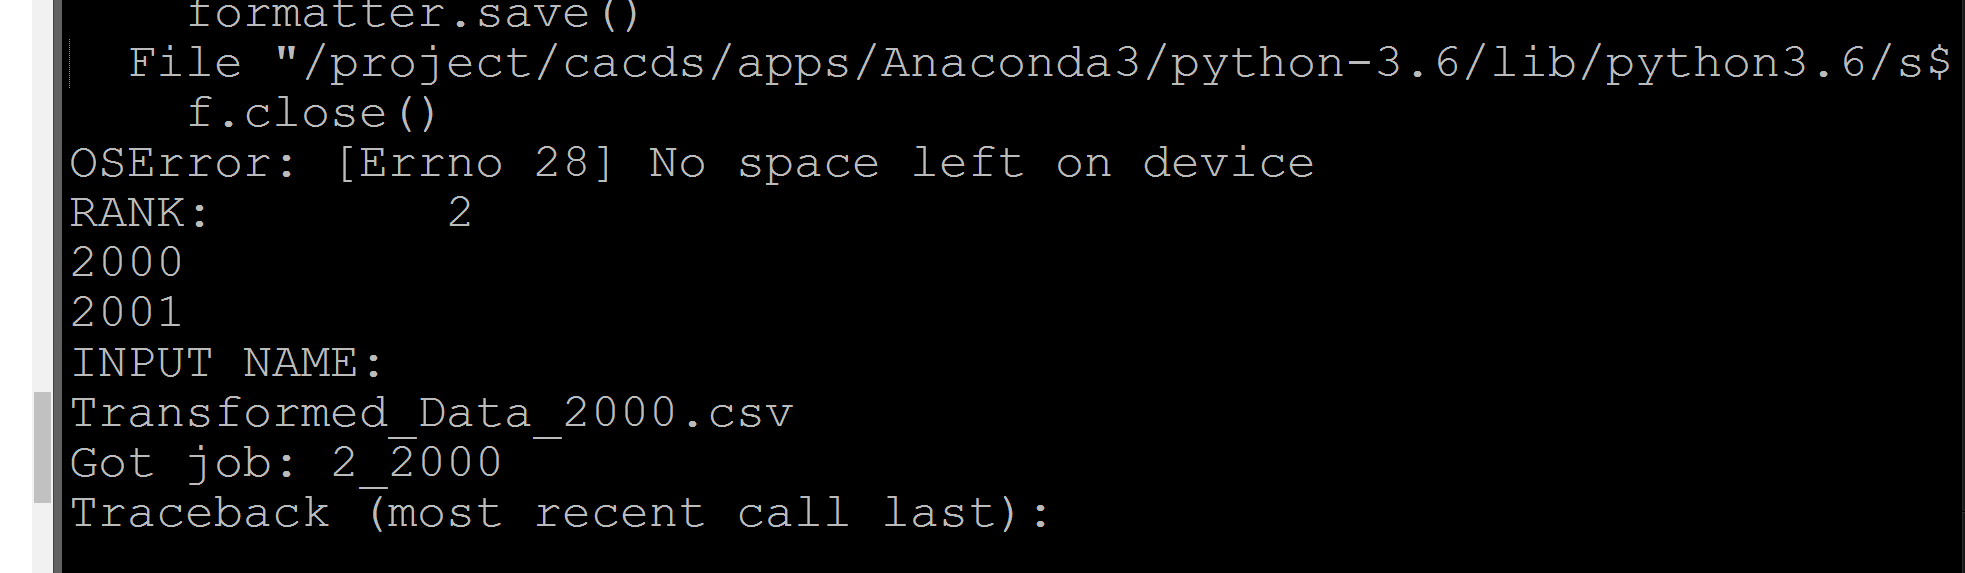 formatter.save()
File "/project/cacds/apps/Anaconda3/python-3.6/lib/python3.6/s$
f.close()
OSError: [Errno 28] No space left on device
RANK:        2
2000
2001
INPUT NAME:
Transformed_Data_2000.csv
Got job: 2_2000
Traceback (most recent call last):